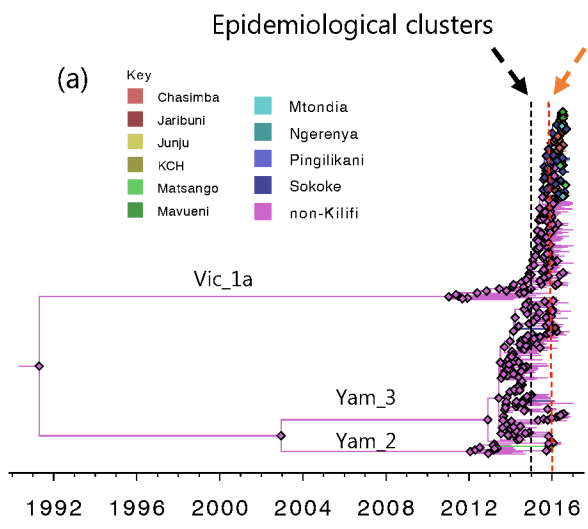 Epidemiological clusters
(a)
Key
Chasimba
Jaribuni
Junju
KCH
Matsango
Mavueni
Mtondia
Ngerenya
Pingilikani
Sokoke
non-Kilifi
Vic_1a
Yam_3
Yam_2
1992 1996 2000 2004 2008 2012 2016